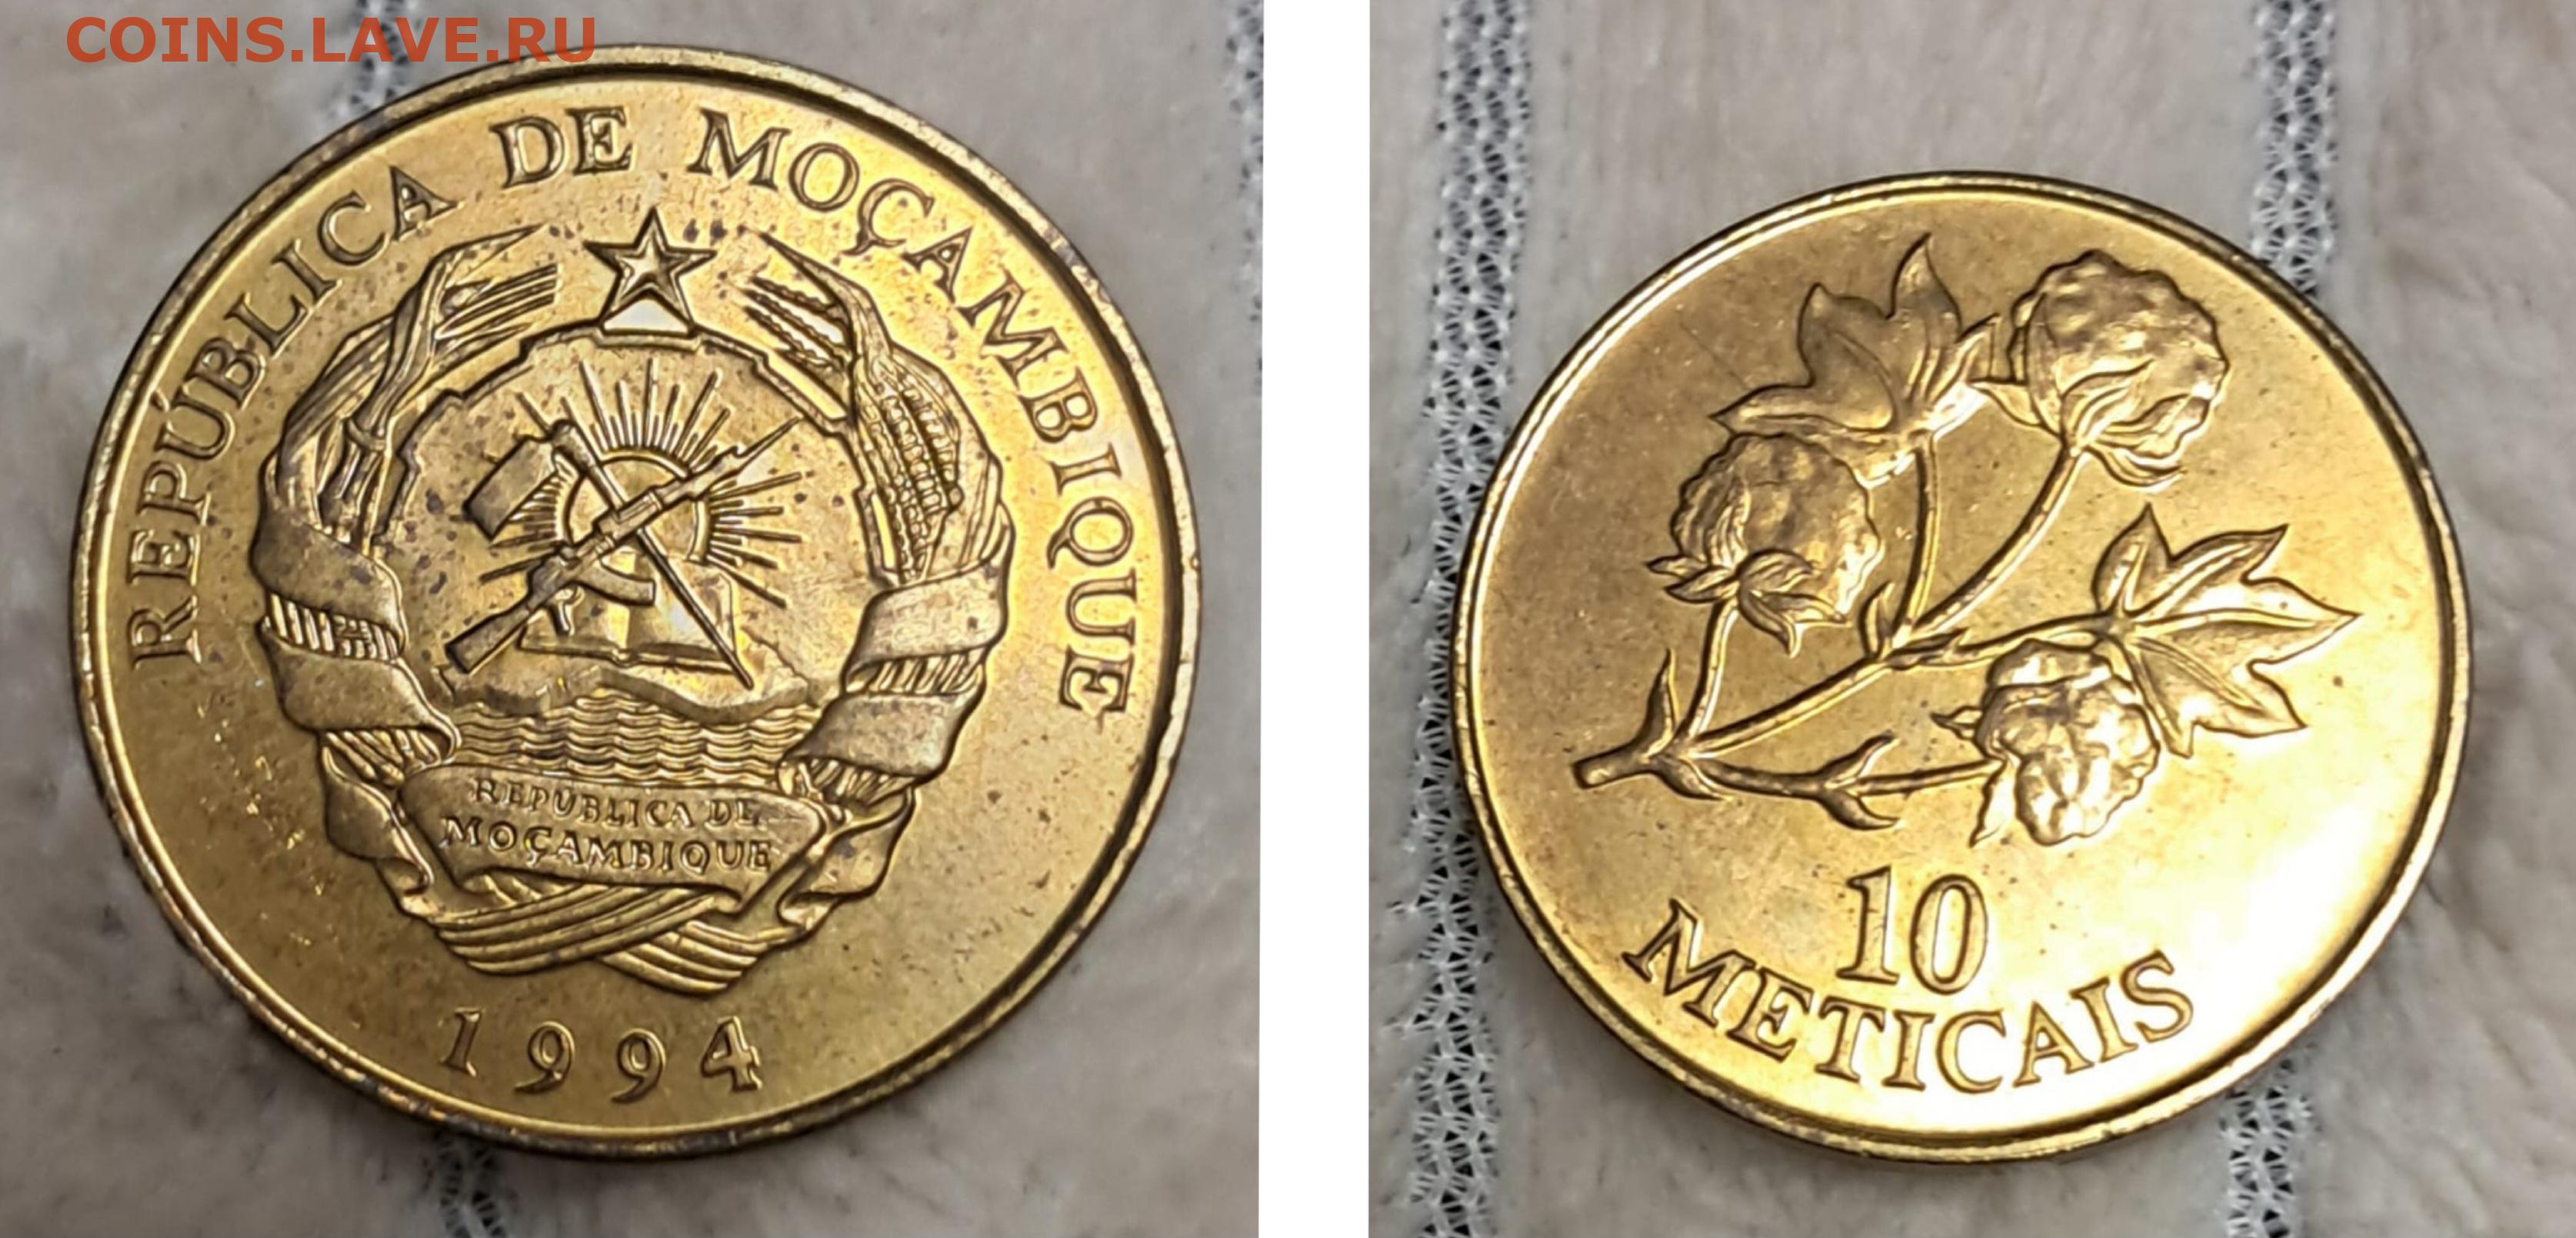 COINS.LAVE.RU
REPÚBLICA DE MOÇAMBIQUE
REPÚBLICA DE
MOÇAMBIQUE
1994
10
METICAIS